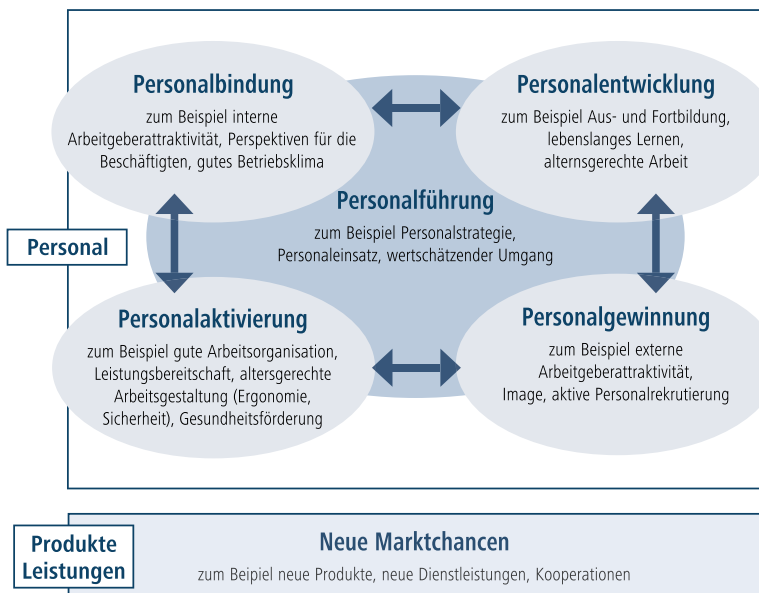 Personalbindung
zum Beispiel interne
Arbeitgeberattraktivität, Perspektiven für die
Beschäftigten, gutes Betriebsklima
Personalentwicklung
zum Beispiel Aus- und Fortbildung,
lebenslanges Lernen,
alternsgerechte Arbeit
Personalführung
zum Beispiel Personalstrategie,
Personaleinsatz, wertschätzender Umgang
Personal
Personalaktivierung
zum Beispiel gute Arbeitsorganisation,
Leistungsbereitschaft, altersgerechte
Arbeitsgestaltung (Ergonomie,
Sicherheit), Gesundheitsförderung
Personalgewinnung
zum Beispiel externe
Arbeitgeberattraktivität,
Image, aktive Personalrekrutierung
Produkte
Leistungen
Neue Marktchancen
zum Beipiel neue Produkte, neue Dienstleistungen, Kooperationen